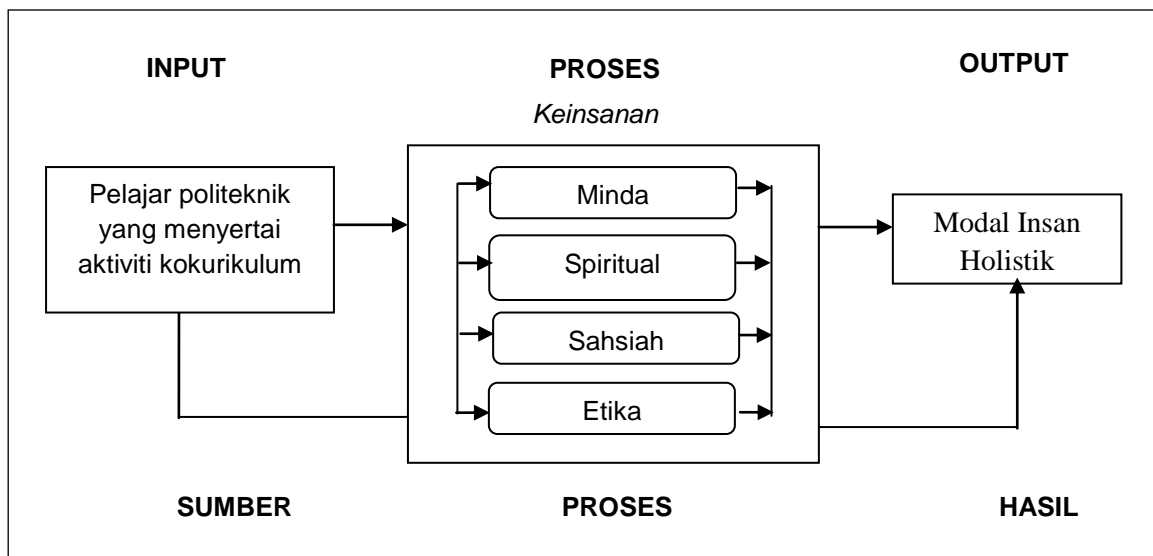 INPUT
PROSES
OUTPUT
Keinsanan
Pelajar politeknik
yang menyertai
aktiviti kokurikulum
Minda
Spiritual
Sahsiah
Etika
Modal Insan
Holistik
SUMBER
PROSES
HASIL